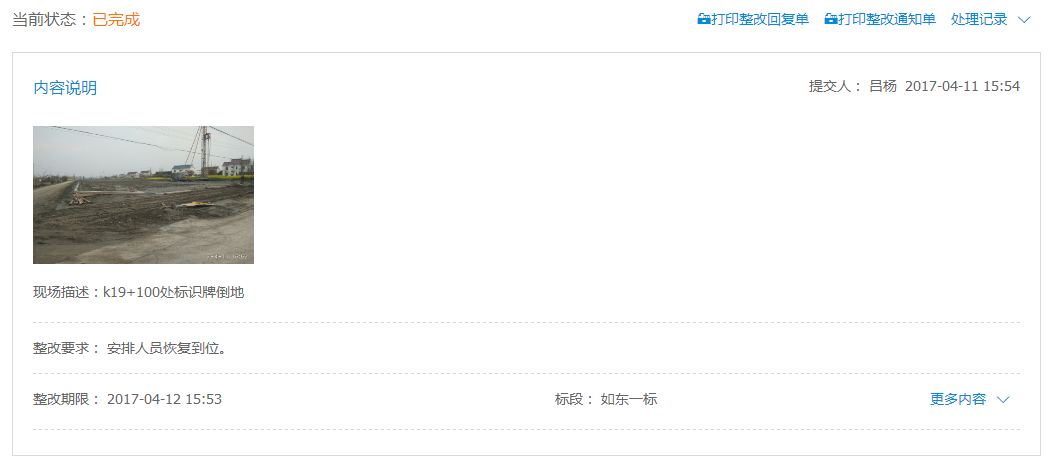 当前状态：已完成 打印整改回复单 打印整改通知单 处理记录
内容说明 提交人： 吕杨 2017-04-11 15:54
现场描述：k19+100处标识牌倒地
整改要求： 安排人员恢复到位。
整改期限： 2017-04-12 15:53 标段： 如东一标 更多内容